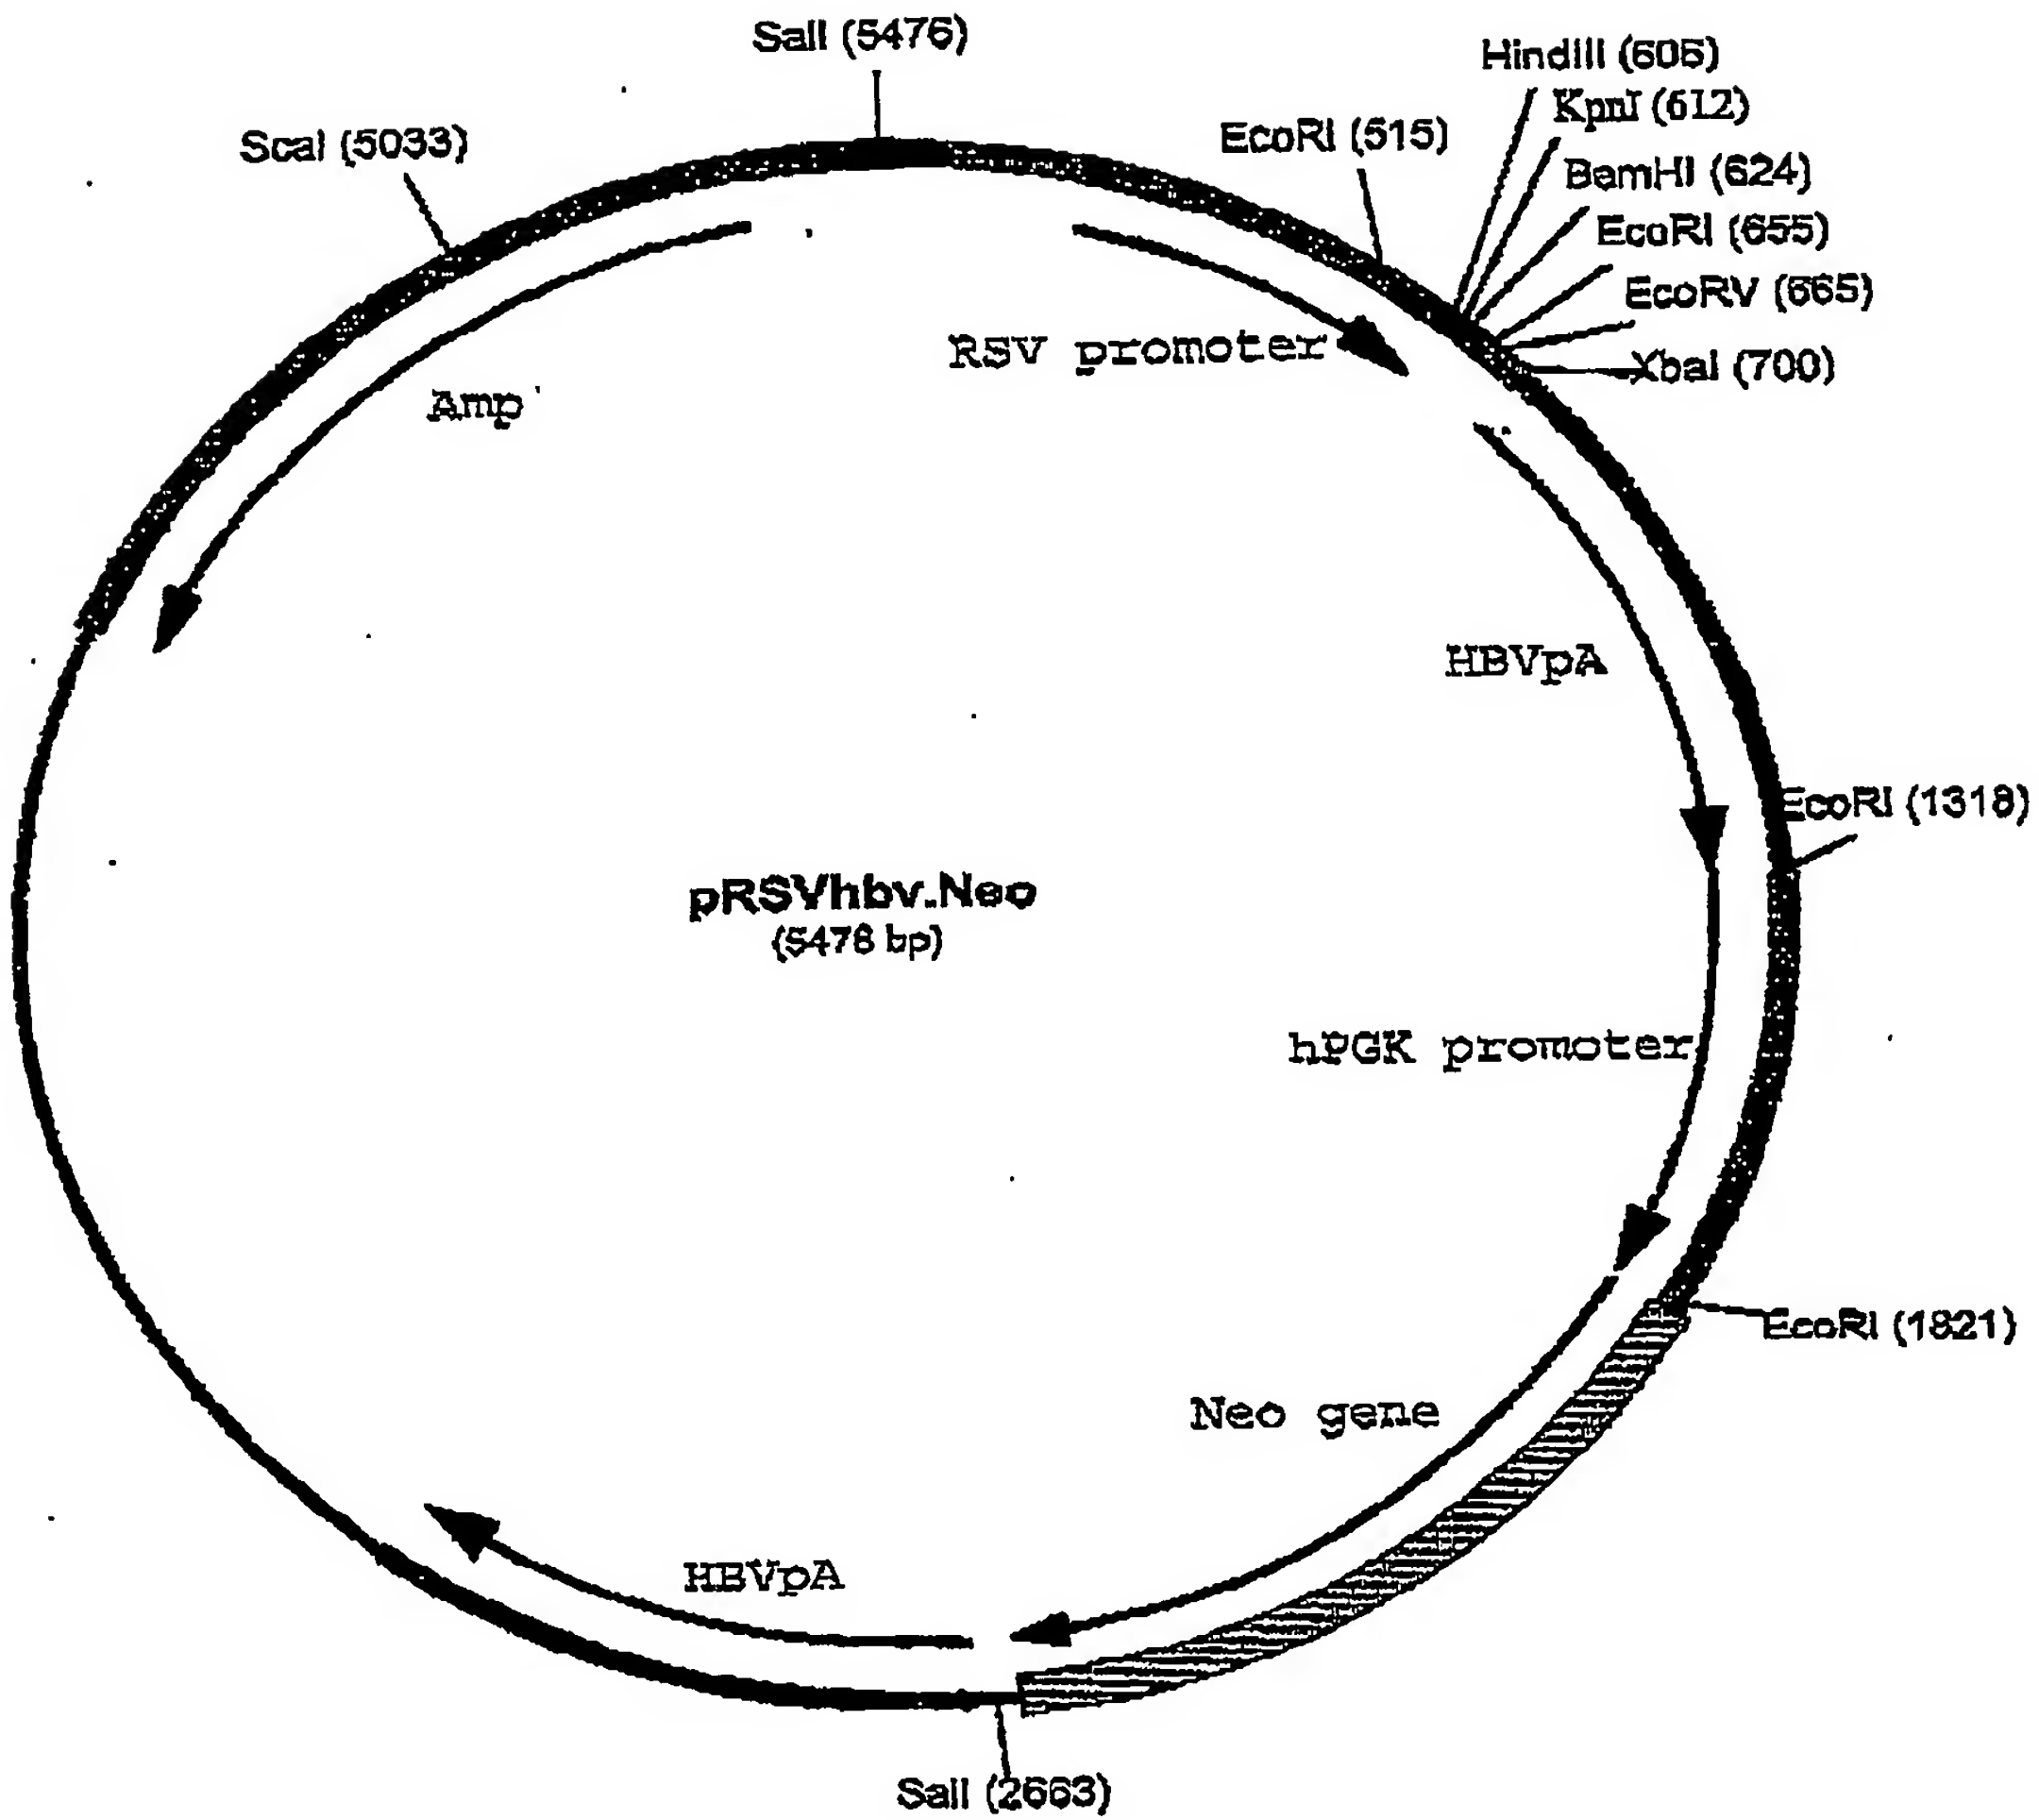 SalI (5476)
HindIII (605)
KpnI (612)
EcoRI (515)
ScaI (5033)
BamHI (624)
EcoRI (655)
EcoRV (665)
RSV promoter
XbaI (700)
Amp
HBVpA
EcoRI (1318)
pRSVhbv.Neo
(5478 bp)
hPGK promoter
EcoRI (1821)
Neo gene
HBVpA
SalI (2663)